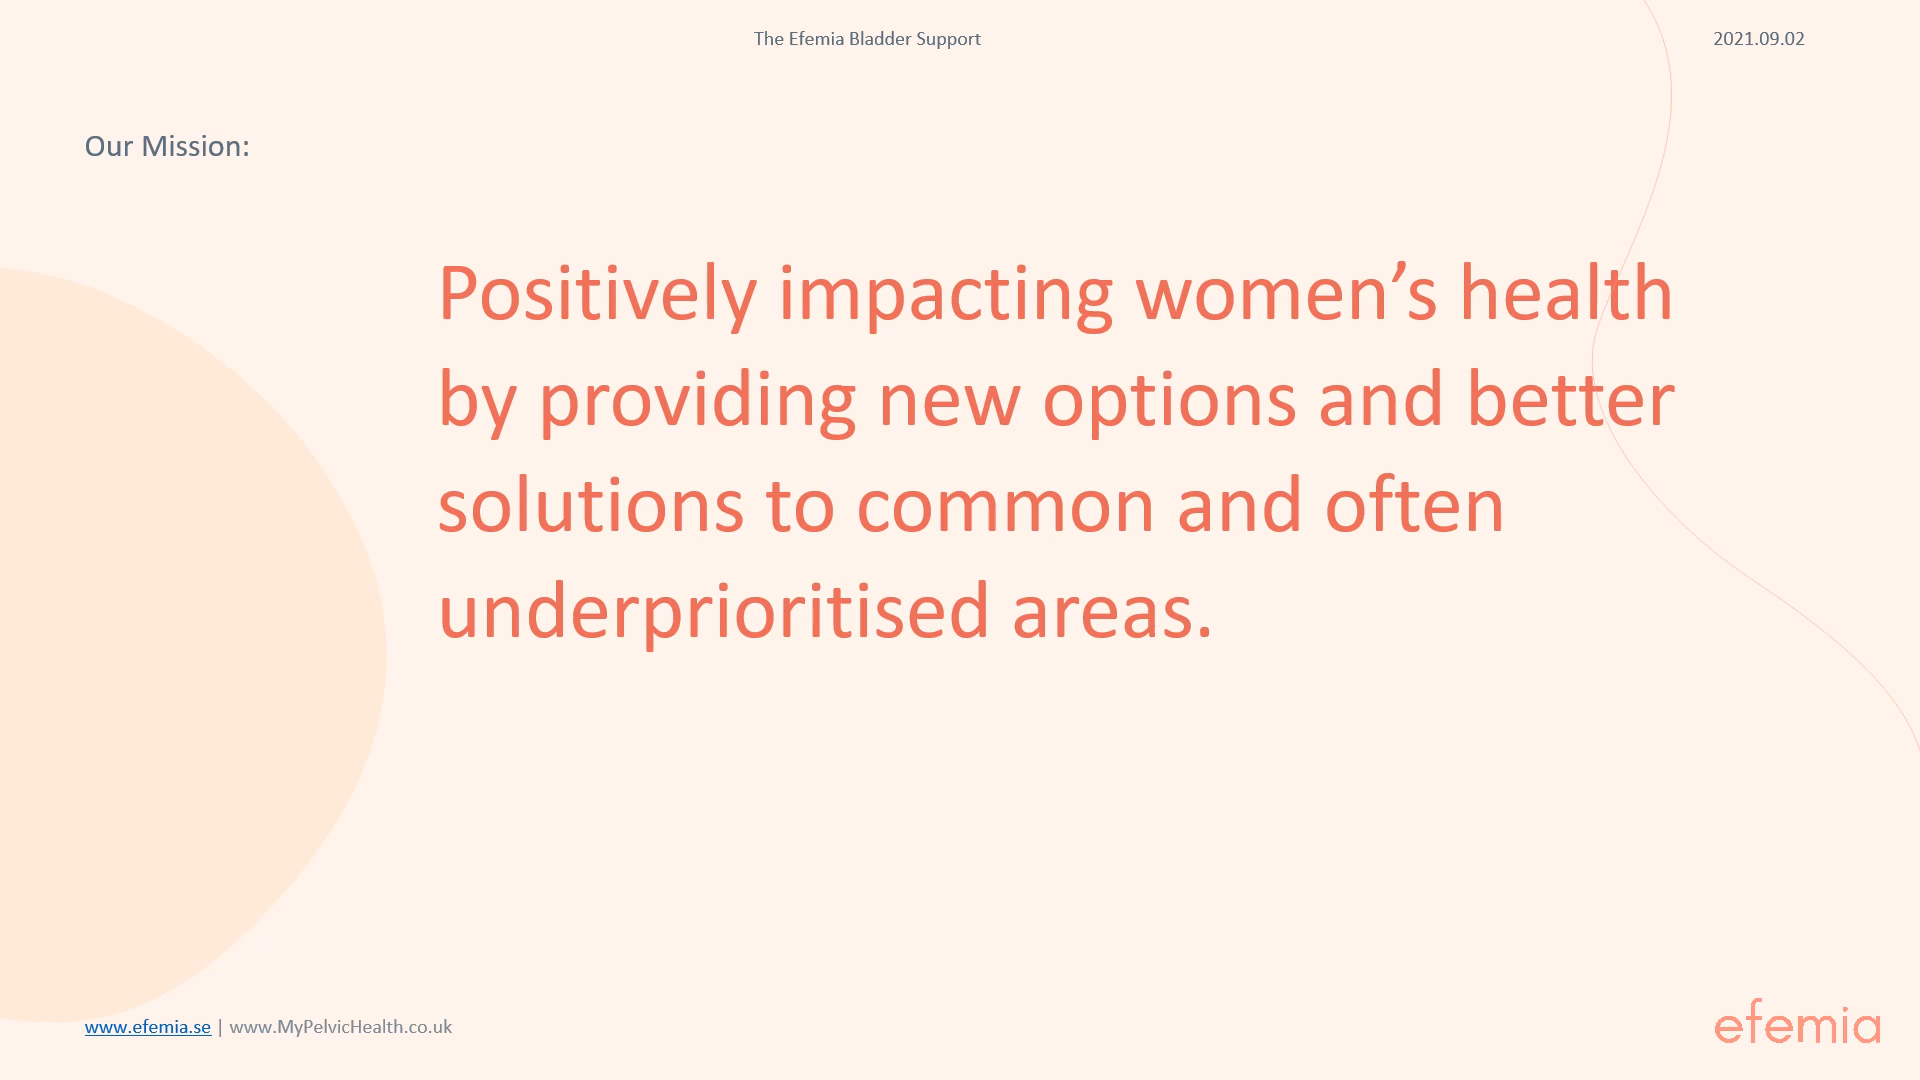 The Efemia Bladder Support
2021.09.02
Our Mission:
Positively impacting women’s health
by providing new options and better
solutions to common and often
underprioritised areas.
www.efemia.se | www.MyPelvicHealth.co.uk
efemia